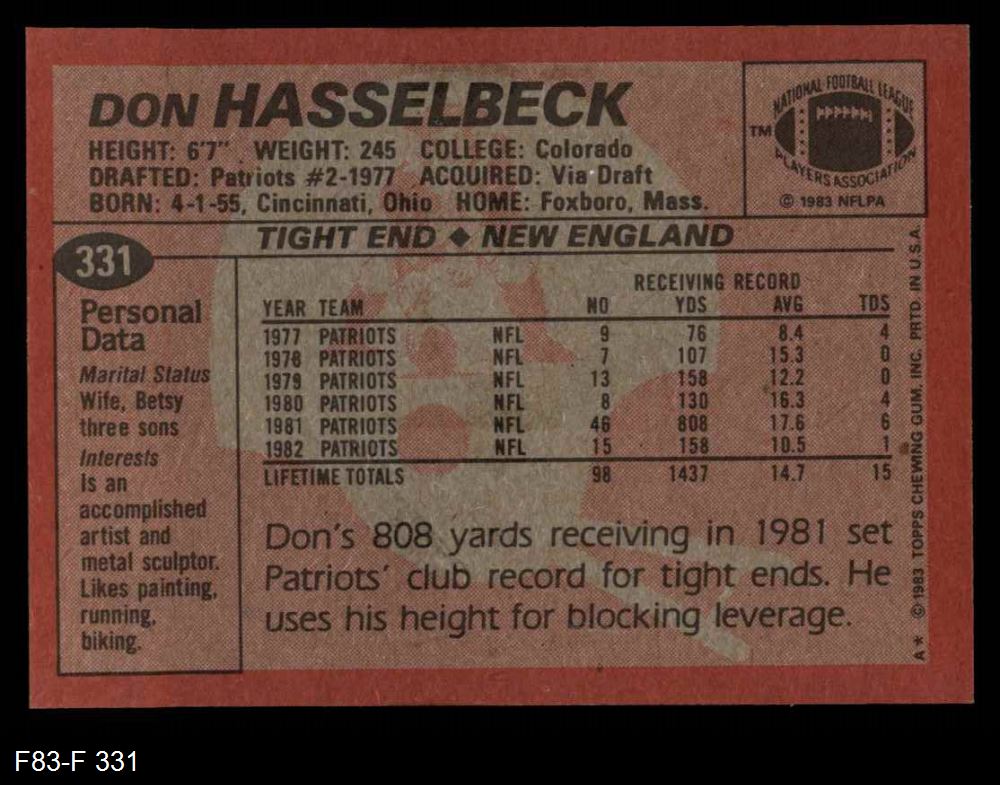 DON HASSELBECK
HEIGHT: 6'7" WEIGHT: 245 COLLEGE: Colorado
DRAFTED: Patriots #2-1977 ACQUIRED: Via Draft
BORN: 4-1-55, Cincinnati, Ohio HOME: Foxboro, Mass.
NATIONAL FOOTBALL LEAGUE
TM
PLAYERS ASSOCIATION
© 1983 NFLPA
TIGHT END ◆ NEW ENGLAND
331
Personal
Data
Marital Status
Wife, Betsy
three sons
Interests
Is an
accomplished
artist and
metal sculptor.
Likes painting,
running,
biking.
RECEIVING RECORD
YEAR TEAM NO YDS AVG TDS
1977 PATRIOTS NFL 9 76 8.4 4
1978 PATRIOTS NFL 7 107 15.3 0
1979 PATRIOTS NFL 13 158 12.2 0
1980 PATRIOTS NFL 8 130 16.3 4
1981 PATRIOTS NFL 46 808 17.6 6
1982 PATRIOTS NFL 15 158 10.5 1
LIFETIME TOTALS 98 1437 14.7 15
Don's 808 yards receiving in 1981 set
Patriots' club record for tight ends. He
uses his height for blocking leverage.
A * © 1983 TOPPS CHEWING GUM, INC. PRTD. IN U.S.A.
F83-F 331